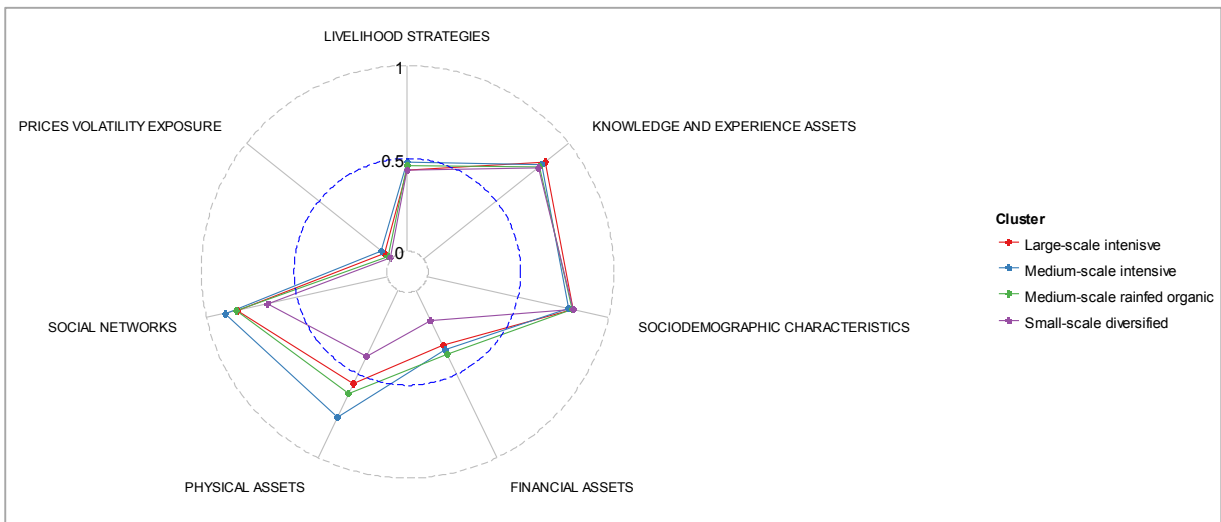 LIVELIHOOD STRATEGIES
1
PRICES VOLATILITY EXPOSURE
KNOWLEDGE AND EXPERIENCE ASSETS
0.5
Cluster
Large-scale intenisve
0
Medium-scale intensive
Medium-scale rainfed organic
SOCIAL NETWORKS
SOCIODEMOGRAPHIC CHARACTERISTICS
Small-scale diversified
PHYSICAL ASSETS
FINANCIAL ASSETS